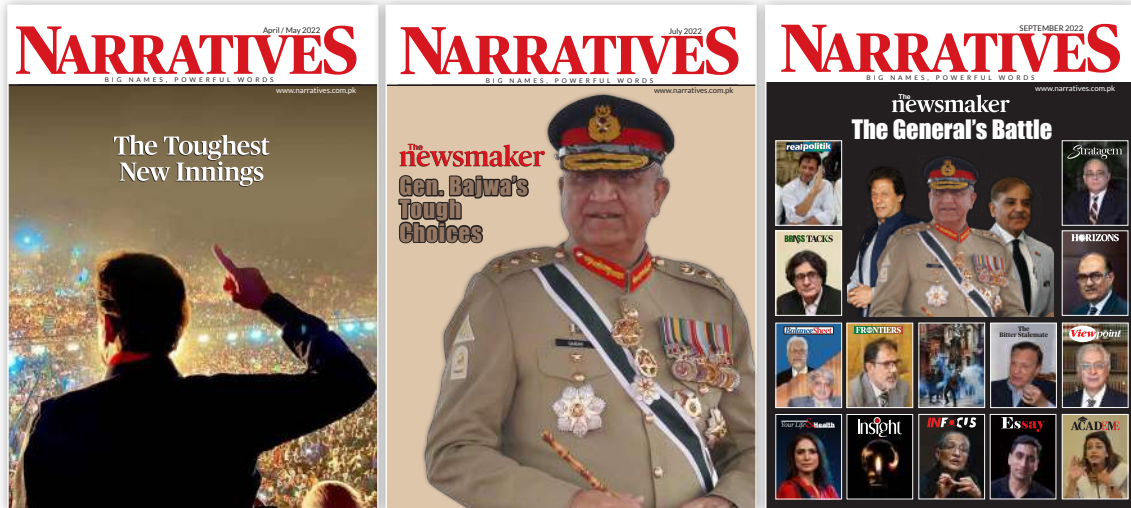 April / May 2022
NARRATIVES
BIG NAMES, POWERFUL WORDS
www.narratives.com.pk
The Toughest
New Innings
July 2022
NARRATIVES
BIG NAMES, POWERFUL WORDS
www.narratives.com.pk
The
newsmaker
Gen. Bajwa's
Tough
Choices
SEPTEMBER 2022
NARRATIVES
BIG NAMES, POWERFUL WORDS
www.narratives.com.pk
The
newsmaker
The General's Battle
realpolitik
Stratagem
BRASS TACKS
HORIZONS
BalanceSheet
FRONTIERS
The
Bitter Stalemate
Viewpoint
Your Life & Health
Insight
INFOCUS
Essay
ACADEME